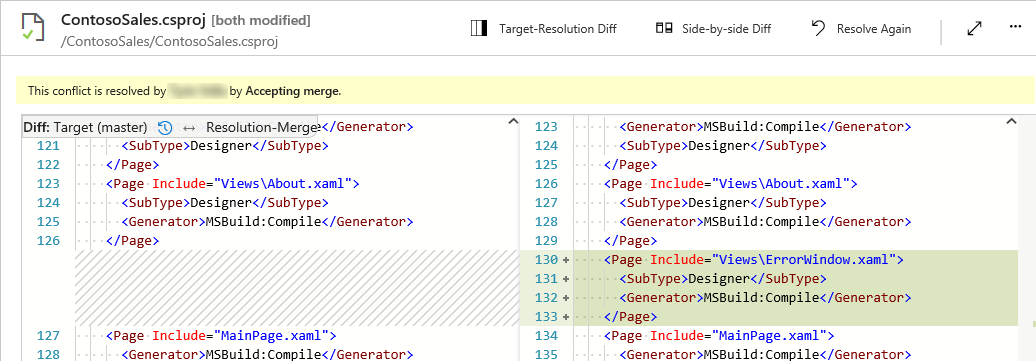 ContosoSales.csproj [both modified]
/ContosoSales/ContosoSales.csproj
Target-Resolution Diff
Side-by-side Diff
Resolve Again
This conflict is resolved by by Accepting merge.
Diff: Target (master) ↔ Resolution-Merge
e</Generator>
121 <SubType>Designer</SubType>
122 </Page>
123 <Page Include="Views\About.xaml">
124 <SubType>Designer</SubType>
125 <Generator>MSBuild:Compile</Generator>
126 </Page>
127 <Page Include="MainPage.xaml">
128 <Generator>MSBuild:Compile</Generator>
123 <Generator>MSBuild:Compile</Generator>
124 <SubType>Designer</SubType>
125 </Page>
126 <Page Include="Views\About.xaml">
127 <SubType>Designer</SubType>
128 <Generator>MSBuild:Compile</Generator>
129 </Page>
130 + <Page Include="Views\ErrorWindow.xaml">
131 + <SubType>Designer</SubType>
132 + <Generator>MSBuild:Compile</Generator>
133 + </Page>
134 <Page Include="MainPage.xaml">
135 <Generator>MSBuild:Compile</Generator>